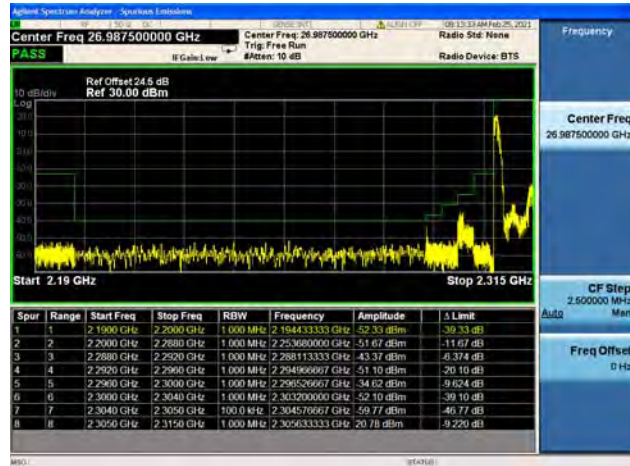 Agilent Spectrum Analyzer - Spurious Emissions
RF 50 Ω DC SENSE:INT ALIGN OFF 09:13:33 AM Feb 25, 2021
Center Freq 26.987500000 GHz
Center Freq: 26.987500000 GHz
Radio Std: None
Trig: Free Run
PASS
IFGain:Low
#Atten: 10 dB
Radio Device: BTS
Ref Offset 24.5 dB
10 dB/div Ref 30.00 dBm
Log
20.0
10.0
Start 2.19 GHz
Stop 2.315 GHz
Spur Range Start Freq Stop Freq RBW Frequency Amplitude Δ Limit
1 1 2.1900 GHz 2.2000 GHz 1.000 MHz 2.194433333 GHz -52.33 dBm -39.33 dB
2 2 2.2000 GHz 2.2880 GHz 1.000 MHz 2.253680000 GHz -51.67 dBm -11.67 dB
3 3 2.2880 GHz 2.2920 GHz 1.000 MHz 2.288113333 GHz -43.37 dBm -6.374 dB
4 4 2.2920 GHz 2.2960 GHz 1.000 MHz 2.294966667 GHz -51.10 dBm -20.10 dB
5 5 2.2960 GHz 2.3000 GHz 1.000 MHz 2.296526667 GHz -34.62 dBm -9.624 dB
6 6 2.3000 GHz 2.3040 GHz 1.000 MHz 2.303200000 GHz -52.10 dBm -39.10 dB
7 7 2.3040 GHz 2.3050 GHz 100.0 kHz 2.304576667 GHz -59.77 dBm -46.77 dB
8 8 2.3050 GHz 2.3150 GHz 1.000 MHz 2.305633333 GHz 20.78 dBm -9.220 dB
MSG
STATUS
Frequency
Center Freq
26.987500000 GHz
CF Step
2.500000 MHz
Auto Man
Freq Offset
0 Hz